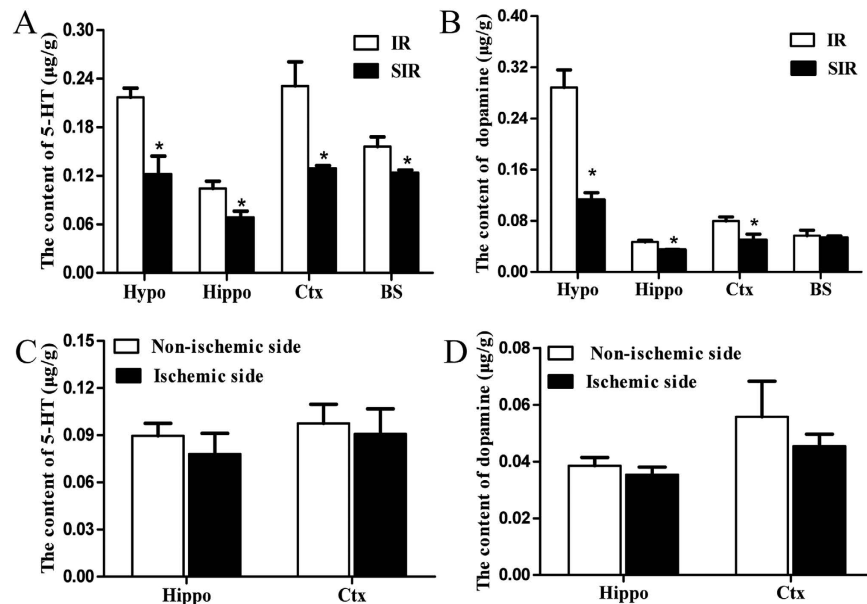 A
The content of 5-HT (μg/g)
0.30
0.24
0.18
0.12
0.06
0.00
IR
SIR
*
*
*
*
Hypo Hippo Ctx BS
B
The content of dopamine (μg/g)
0.40
0.32
0.24
0.16
0.08
0.00
IR
SIR
*
*
*
Hypo Hippo Ctx BS
C
The content of 5-HT (μg/g)
0.15
0.12
0.09
0.06
0.03
0.00
Non-ischemic side
Ischemic side
Hippo Ctx
D
The content of dopamine (μg/g)
0.08
0.06
0.04
0.02
0.00
Non-ischemic side
Ischemic side
Hippo Ctx